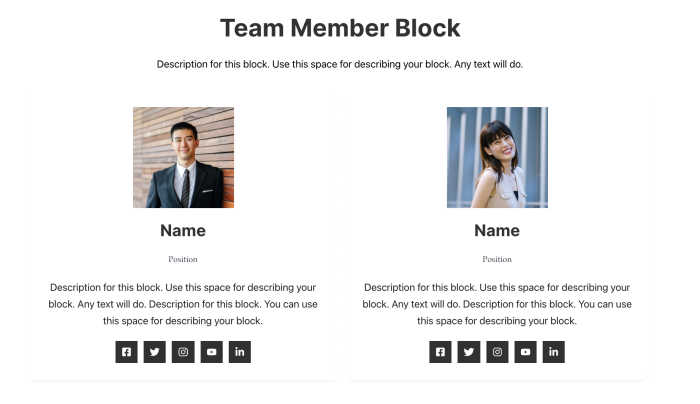 Team Member Block
Description for this block. Use this space for describing your block. Any text will do.
Name
Position
Description for this block. Use this space for describing your
block. Any text will do. Description for this block. You can use
this space for describing your block.
Name
Position
Description for this block. Use this space for describing your
block. Any text will do. Description for this block. You can use
this space for describing your block.